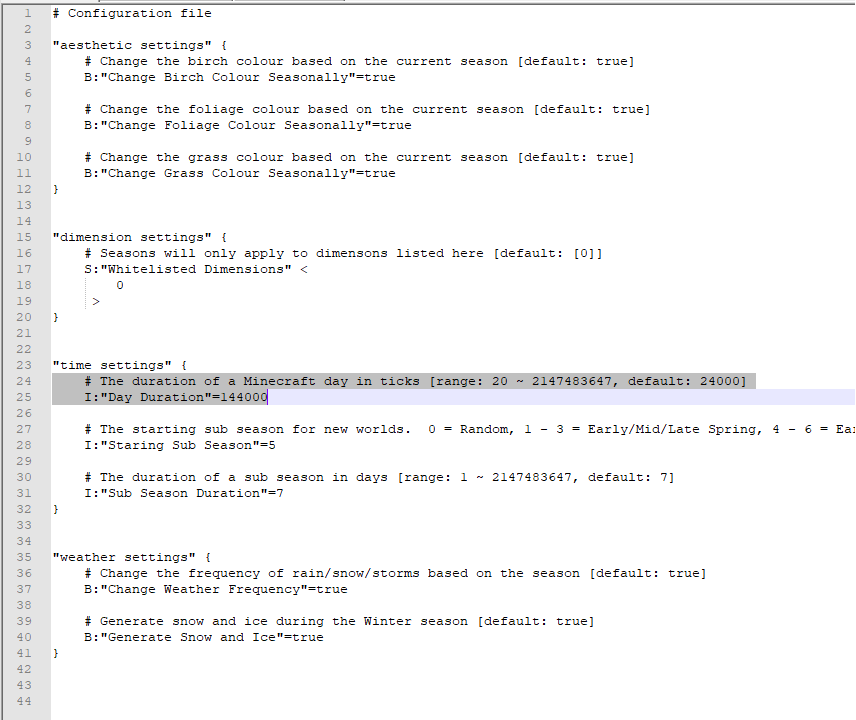 1 # Configuration file
2
3 "aesthetic settings" {
4 # Change the birch colour based on the current season [default: true]
5 B:"Change Birch Colour Seasonally"=true
6
7 # Change the foliage colour based on the current season [default: true]
8 B:"Change Foliage Colour Seasonally"=true
9
10 # Change the grass colour based on the current season [default: true]
11 B:"Change Grass Colour Seasonally"=true
12 }
13
14
15 "dimension settings" {
16 # Seasons will only apply to dimensons listed here [default: [0]]
17 S:"Whitelisted Dimensions" <
18 0
19 >
20 }
21
22
23 "time settings" {
24 # The duration of a Minecraft day in ticks [range: 20 ~ 2147483647, default: 24000]
25 I:"Day Duration"=144000
26
27 # The starting sub season for new worlds.  0 = Random, 1 - 3 = Early/Mid/Late Spring, 4 - 6 = Ea
28 I:"Staring Sub Season"=5
29
30 # The duration of a sub season in days [range: 1 ~ 2147483647, default: 7]
31 I:"Sub Season Duration"=7
32 }
33
34
35 "weather settings" {
36 # Change the frequency of rain/snow/storms based on the season [default: true]
37 B:"Change Weather Frequency"=true
38
39 # Generate snow and ice during the Winter season [default: true]
40 B:"Generate Snow and Ice"=true
41 }
42
43
44